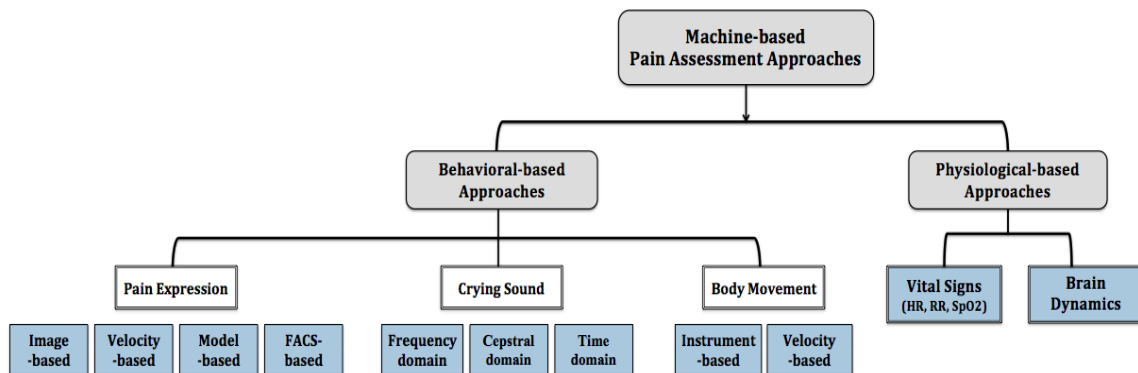 Machine-based
Pain Assessment Approaches
Behavioral-based
Approaches
Physiological-based
Approaches
Pain Expression
Crying Sound
Body Movement
Vital Signs
(HR, RR, SpO2)
Brain
Dynamics
Image
-based
Velocity
-based
Model
-based
FACS-
based
Frequency
domain
Cepstral
domain
Time
domain
Instrument
-based
Velocity
-based